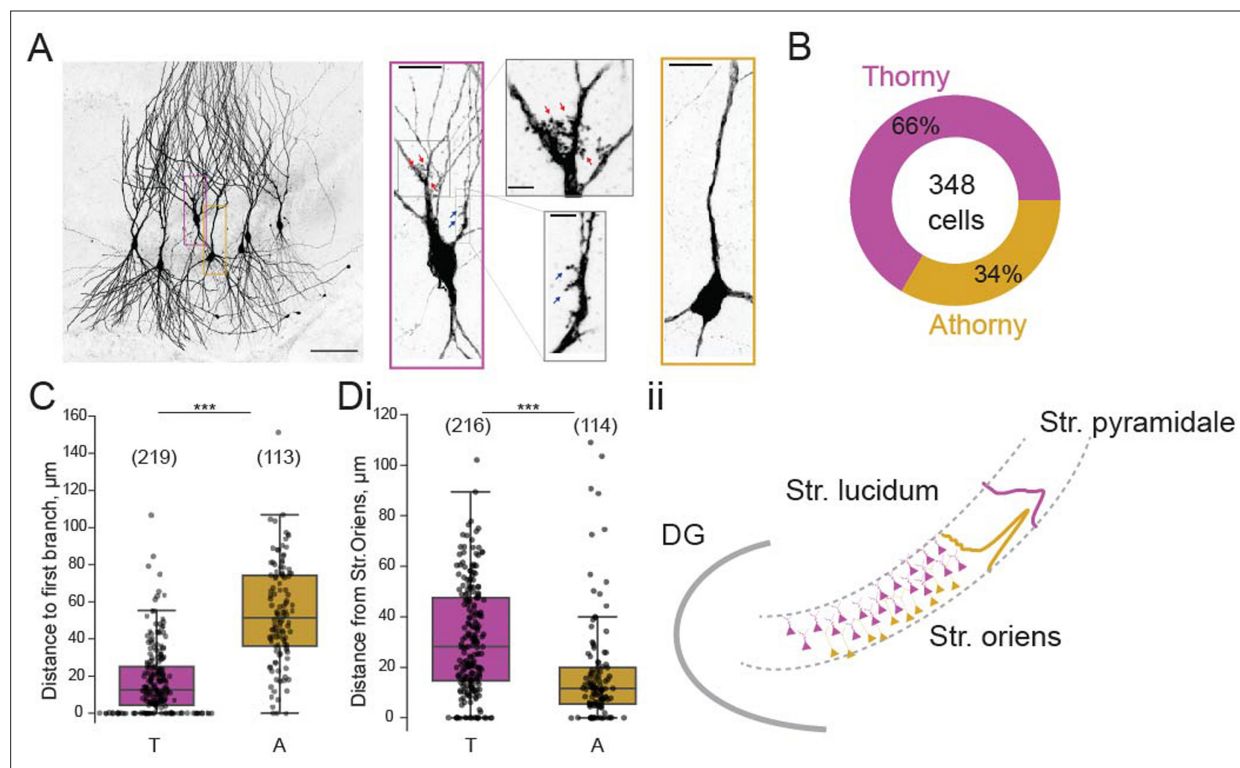 A
B
Thorny
66%
348
cells
34%
Athorny
C
Distance to first branch, μm
160
140
120
100
80
60
40
20
0
***
(219)
(113)
T
A
Di
Distance from Str.Oriens, μm
120
100
80
60
40
20
0
***
(216)
(114)
T
A
ii
Str. pyramidale
Str. lucidum
DG
Str. oriens